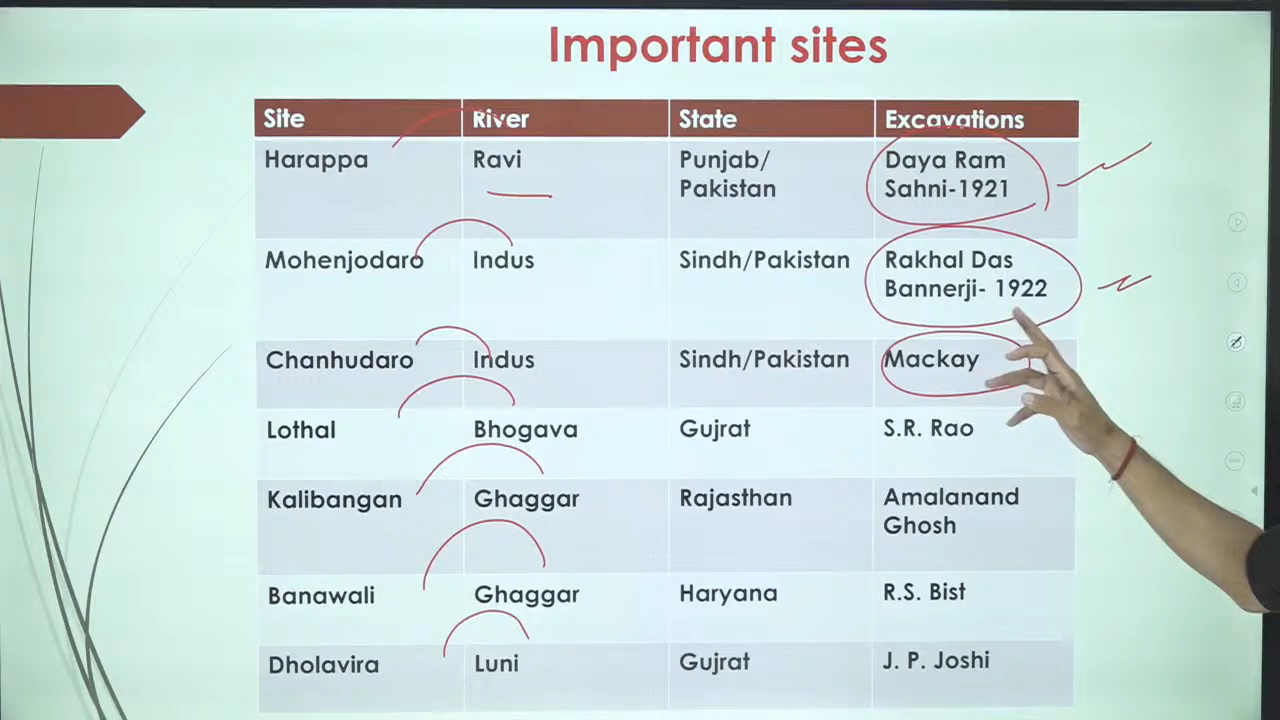 Important sites
Site River State Excavations
Harappa Ravi Punjab/ Daya Ram
Pakistan Sahni-1921
Mohenjodaro Indus Sindh/Pakistan Rakhal Das
Bannerji- 1922
Chanhudaro Indus Sindh/Pakistan Mackay
Lothal Bhogava Gujrat S.R. Rao
Kalibangan Ghaggar Rajasthan Amalanand
Ghosh
Banawali Ghaggar Haryana R.S. Bist
Dholavira Luni Gujrat J. P. Joshi